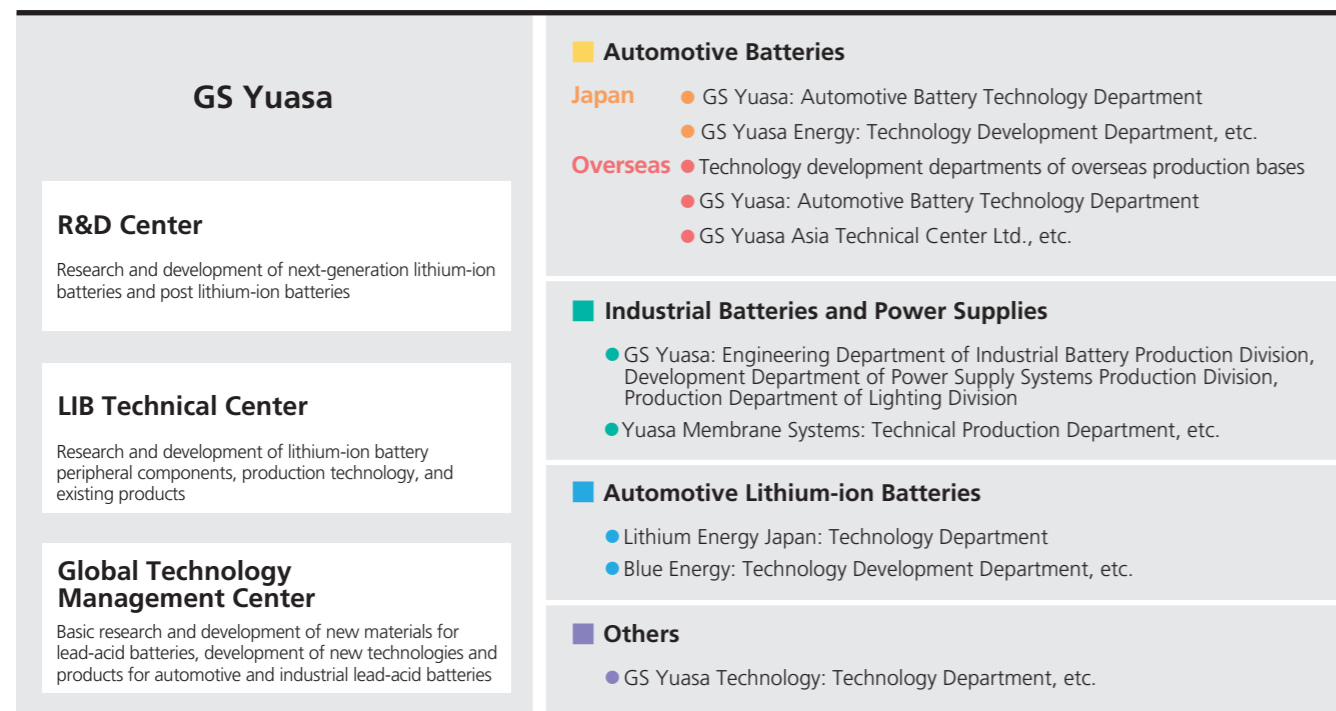 GS Yuasa
R&D Center
Research and development of next-generation lithium-ion
batteries and post lithium-ion batteries
LIB Technical Center
Research and development of lithium-ion battery
peripheral components, production technology, and
existing products
Global Technology
Management Center
Basic research and development of new materials for
lead-acid batteries, development of new technologies and
products for automotive and industrial lead-acid batteries
Automotive Batteries
Japan ● GS Yuasa: Automotive Battery Technology Department
● GS Yuasa Energy: Technology Development Department, etc.
Overseas ● Technology development departments of overseas production bases
● GS Yuasa: Automotive Battery Technology Department
● GS Yuasa Asia Technical Center Ltd., etc.
Industrial Batteries and Power Supplies
● GS Yuasa: Engineering Department of Industrial Battery Production Division,
Development Department of Power Supply Systems Production Division,
Production Department of Lighting Division
● Yuasa Membrane Systems: Technical Production Department, etc.
Automotive Lithium-ion Batteries
● Lithium Energy Japan: Technology Department
● Blue Energy: Technology Development Department, etc.
Others
● GS Yuasa Technology: Technology Department, etc.